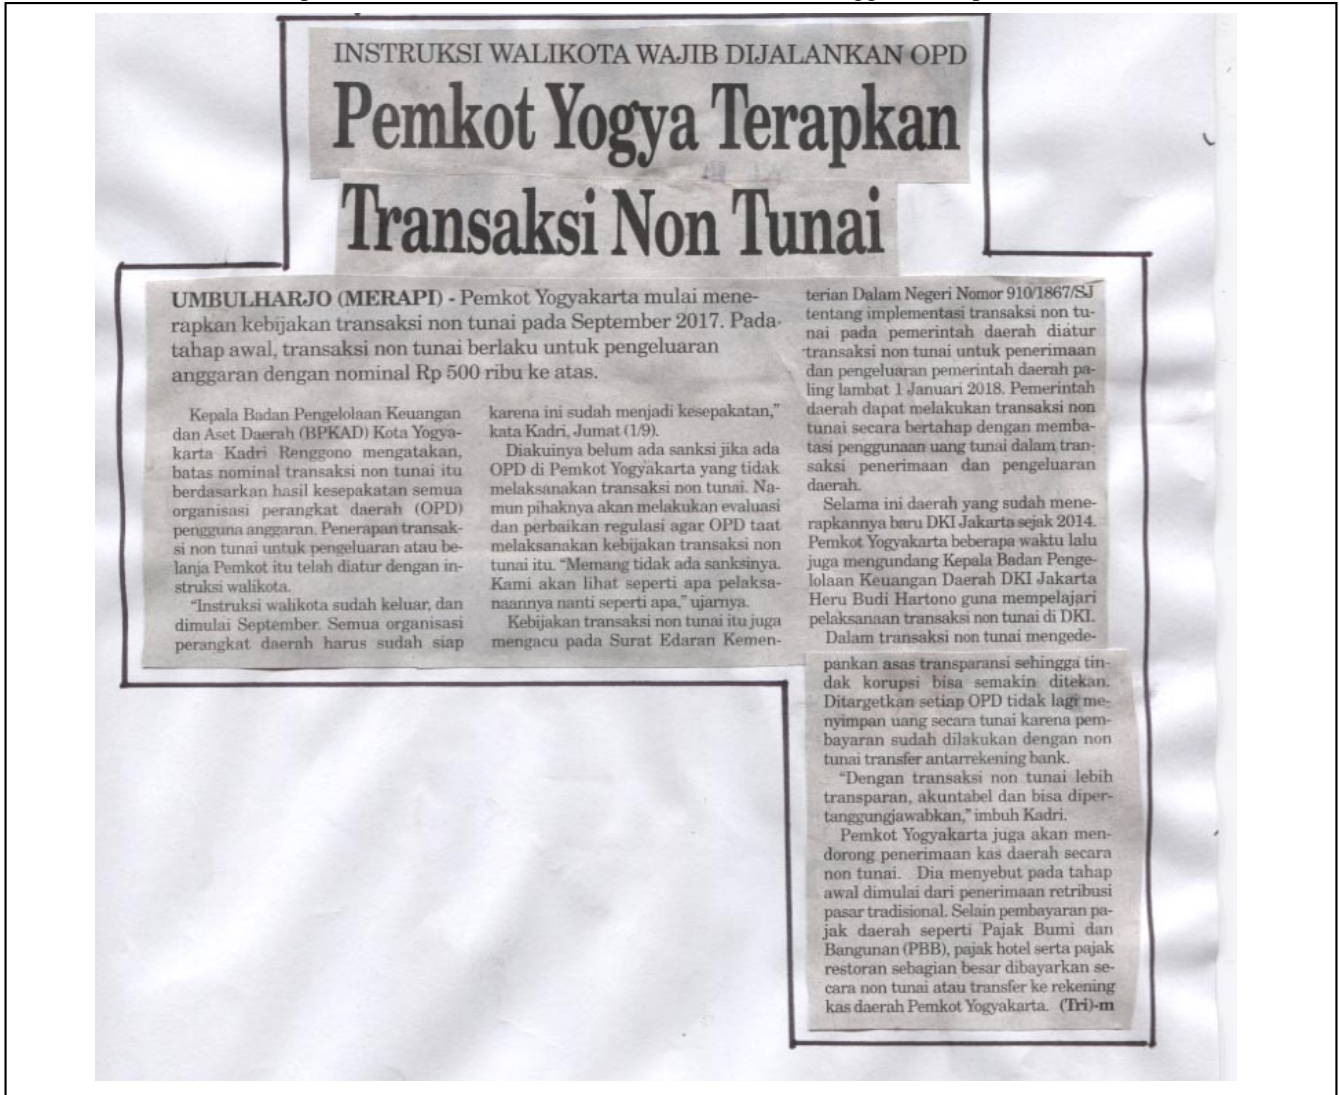 INSTRUKSI WALIKOTA WAJIB DIJALANKAN OPD
Pemkot Yogya Terapkan
Transaksi Non Tunai
UMBULHARJO (MERAPI) - Pemkot Yogyakarta mulai mene-
rapkan kebijakan transaksi non tunai pada September 2017. Pada
tahap awal, transaksi non tunai berlaku untuk pengeluaran
anggaran dengan nominal Rp 500 ribu ke atas.
Kepala Badan Pengelolaan Keuangan
dan Aset Daerah (BPKAD) Kota Yogya-
karta Kadri Renggono mengatakan,
batas nominal transaksi non tunai itu
berdasarkan hasil kesepakatan semua
organisasi perangkat daerah (OPD)
pengguna anggaran. Penerapan transak-
si non tunai untuk pengeluaran atau be-
lanja Pemkot itu telah diatur dengan in-
struksi walikota.
"Instruksi walikota sudah keluar, dan
dimulai September. Semua organisasi
perangkat daerah harus sudah siap
karena ini sudah menjadi kesepakatan,"
kata Kadri, Jumat (1/9).
Diakuinya belum ada sanksi jika ada
OPD di Pemkot Yogyakarta yang tidak
melaksanakan transaksi non tunai. Na-
mun pihaknya akan melakukan evaluasi
dan perbaikan regulasi agar OPD taat
melaksanakan kebijakan transaksi non
tunai itu. "Memang tidak ada sanksinya.
Kami akan lihat seperti apa pelaksa-
naannya nanti seperti apa," ujarnya.
Kebijakan transaksi non tunai itu juga
mengacu pada Surat Edaran Kemen-
terian Dalam Negeri Nomor 910/1867/SJ
tentang implementasi transaksi non tu-
nai pada pemerintah daerah diatur
transaksi non tunai untuk penerimaan
dan pengeluaran pemerintah daerah pa-
ling lambat 1 Januari 2018. Pemerintah
daerah dapat melakukan transaksi non
tunai secara bertahap dengan memba-
tasi penggunaan uang tunai dalam tran-
saksi penerimaan dan pengeluaran
daerah.
Selama ini daerah yang sudah mene-
rapkannya baru DKI Jakarta sejak 2014.
Pemkot Yogyakarta beberapa waktu lalu
juga mengundang Kepala Badan Penge-
lolaan Keuangan Daerah DKI Jakarta
Heru Budi Hartono guna mempelajari
pelaksanaan transaksi non tunai di DKI.
Dalam transaksi non tunai mengede-
pankan asas transparansi sehingga tin-
dak korupsi bisa semakin ditekan.
Ditargetkan setiap OPD tidak lagi me-
nyimpan uang secara tunai karena pem-
bayaran sudah dilakukan dengan non
tunai transfer antarrekening bank.
"Dengan transaksi non tunai lebih
transparan, akuntabel dan bisa diper-
tanggungjawabkan," imbuh Kadri.
Pemkot Yogyakarta juga akan men-
dorong penerimaan kas daerah secara
non tunai. Dia menyebut pada tahap
awal dimulai dari penerimaan retribusi
pasar tradisional. Selain pembayaran pa-
jak daerah seperti Pajak Bumi dan
Bangunan (PBB), pajak hotel serta pajak
restoran sebagian besar dibayarkan se-
cara non tunai atau transfer ke rekening
kas daerah Pemkot Yogyakarta. (Tri)-m